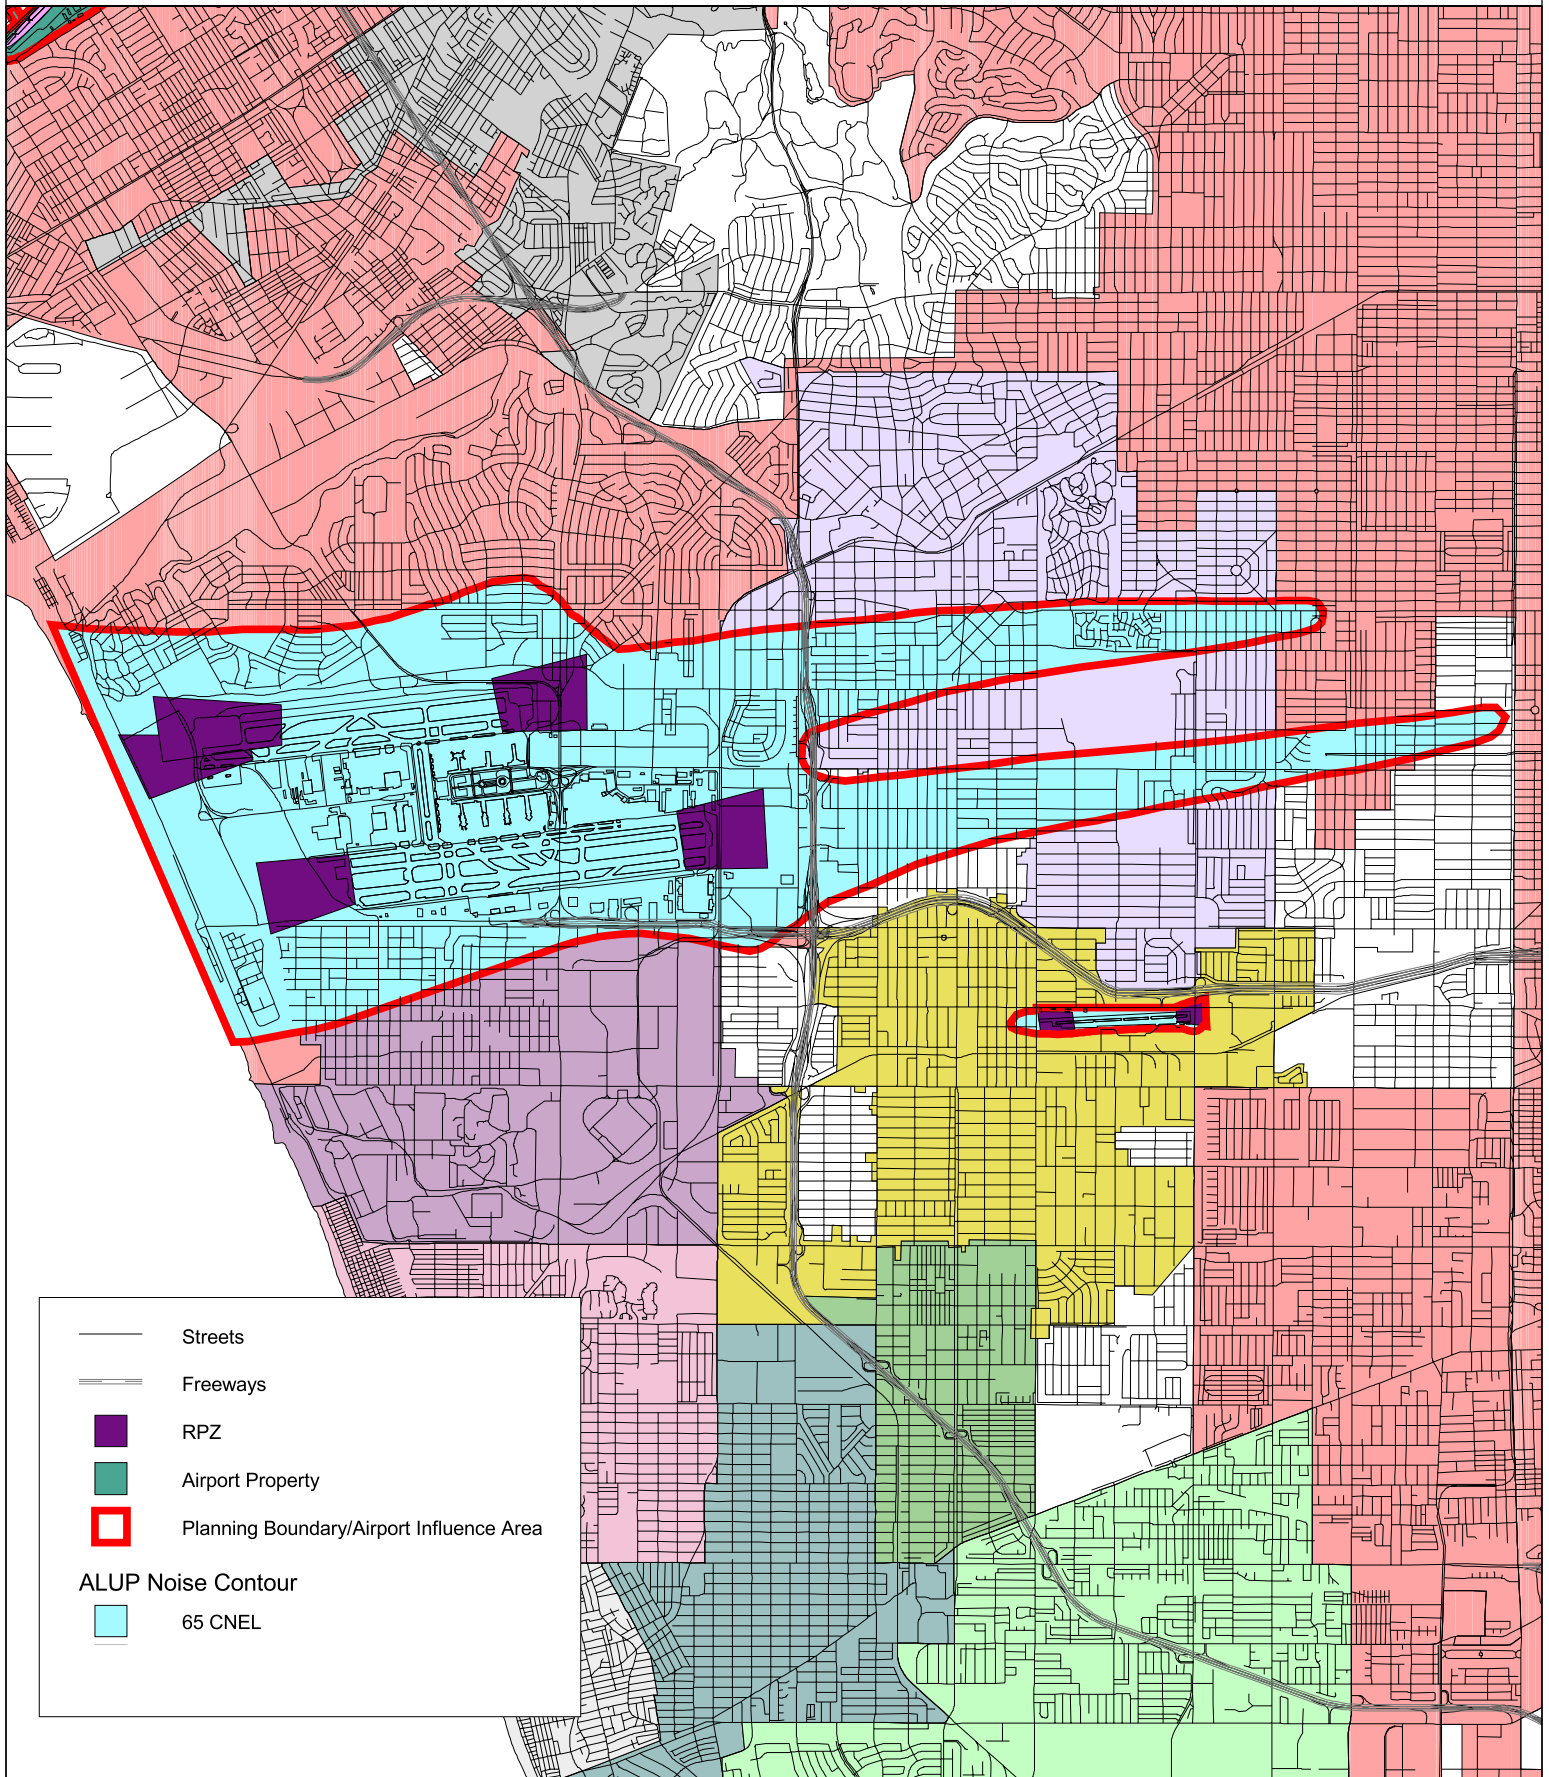 Streets
Freeways
RPZ
Airport Property
Planning Boundary/Airport Influence Area
ALUP Noise Contour
65 CNEL